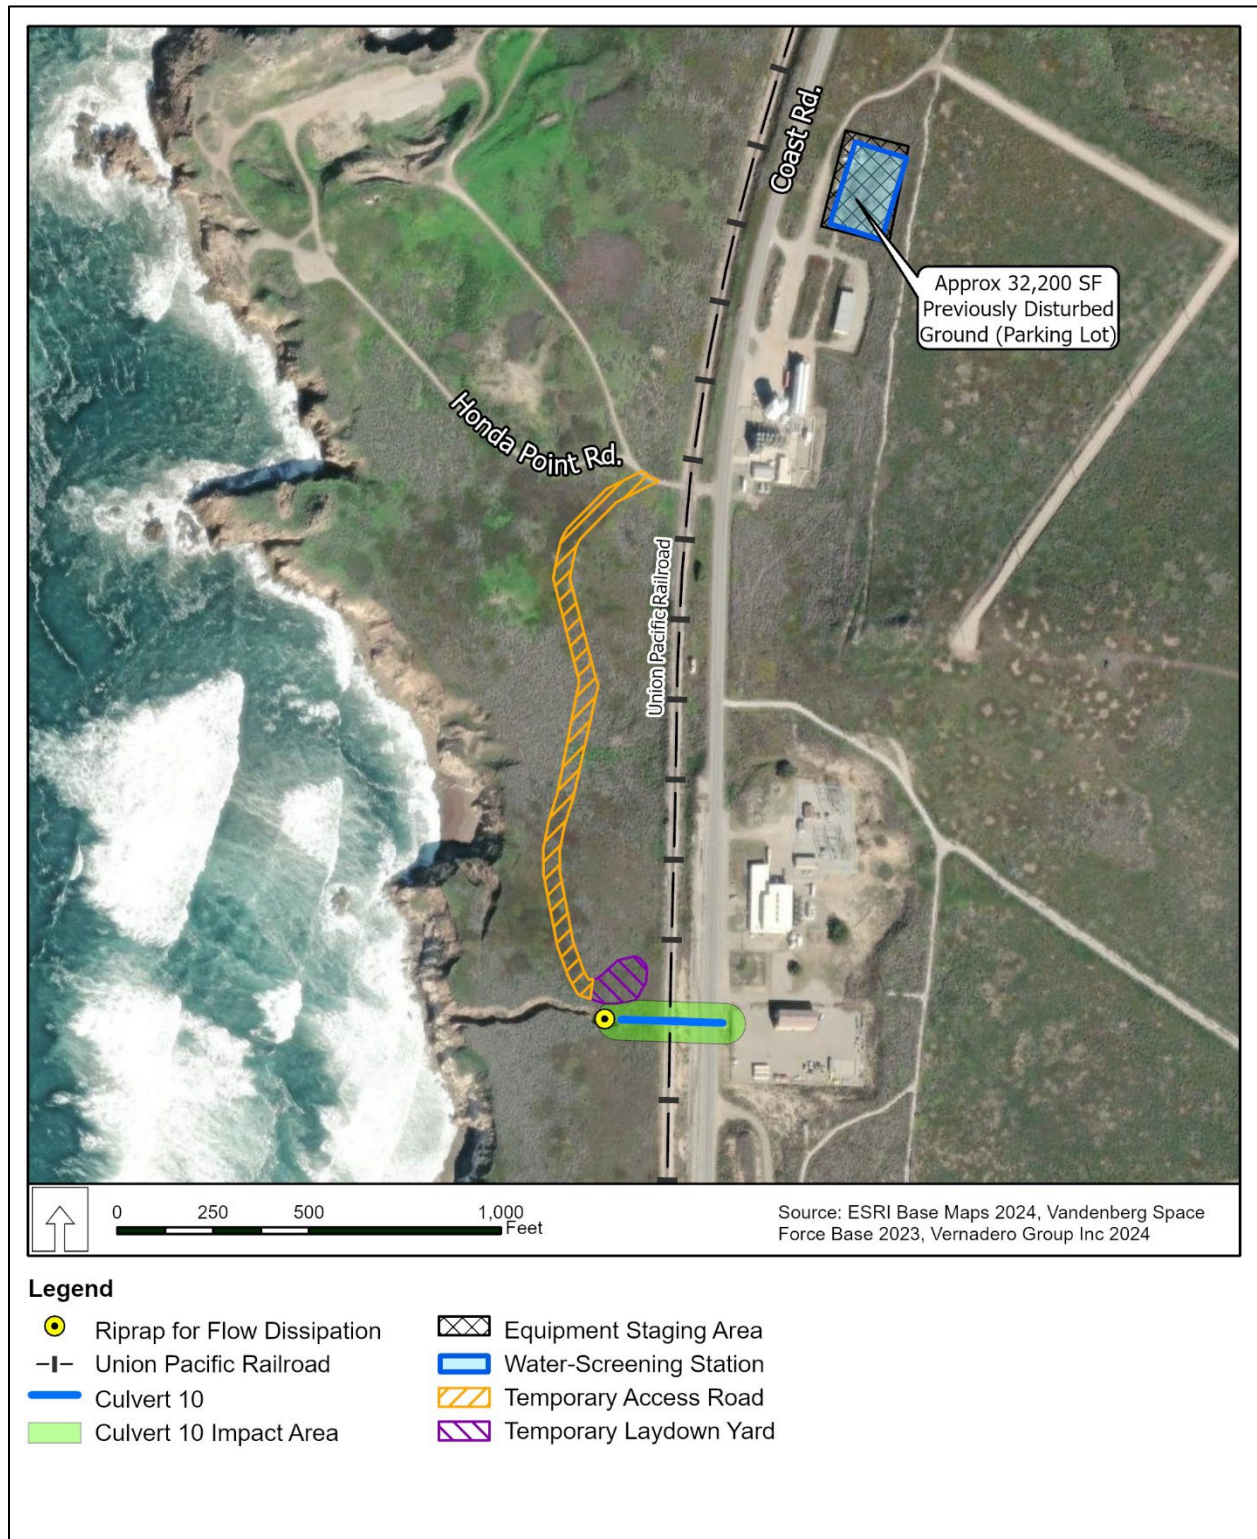 Coast Rd.
Approx 32,200 SF
Previously Disturbed
Ground (Parking Lot)
Honda Point Rd.
Union Pacific Railroad
0 250 500 1,000
Feet
Source: ESRI Base Maps 2024, Vandenberg Space
Force Base 2023, Vernadero Group Inc 2024
Legend
Riprap for Flow Dissipation
Union Pacific Railroad
Culvert 10
Culvert 10 Impact Area
Equipment Staging Area
Water-Screening Station
Temporary Access Road
Temporary Laydown Yard